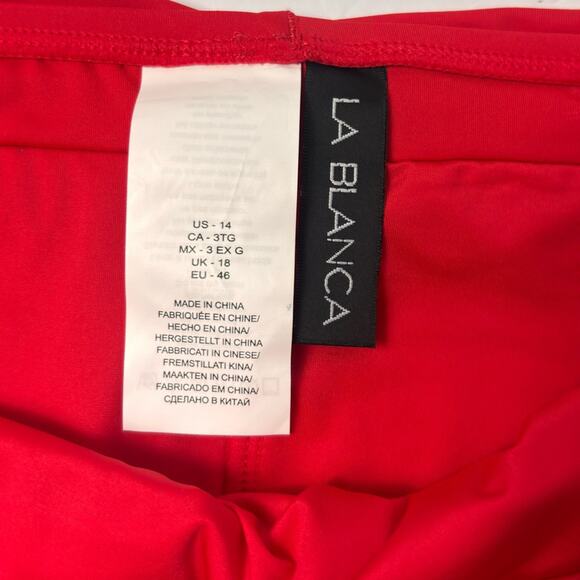 US - 14
CA - 3TG
MX - 3 EX G
UK - 18
EU - 46
MADE IN CHINA
FABRIQUÉE EN CHINE/
HECHO EN CHINA/
HERGESTELLT IN CHINA/
FABBRICATI IN CINESE/
FREMSTILLATI KINA/
MAAKTEN IN CHINA/
FABRICADO EM CHINA/
СДЕЛАНО В КИТАЙ
LA BLANCA